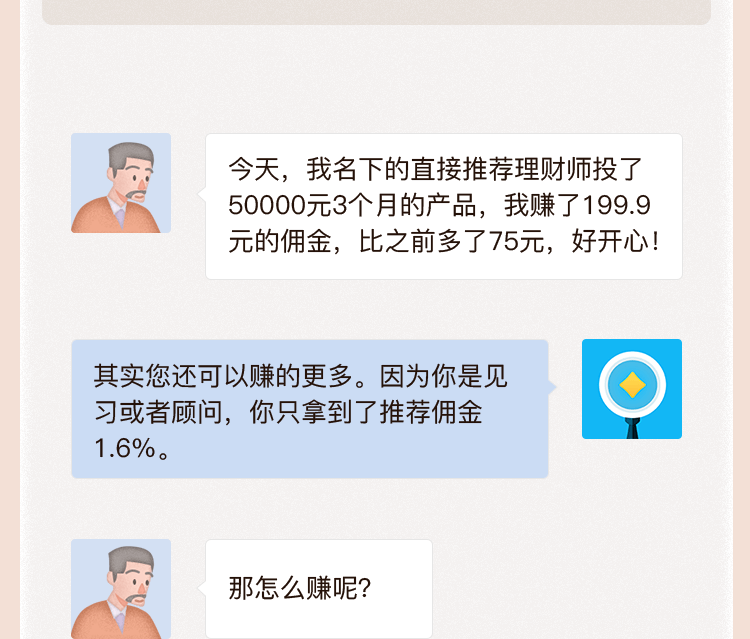 今天，我名下的直接推荐理财师投了
50000元3个月的产品，我赚了199.9
元的佣金，比之前多了75元，好开心！
其实您还可以赚的更多。因为你是见
习或者顾问，你只拿到了推荐佣金
1.6%。
那怎么赚呢？